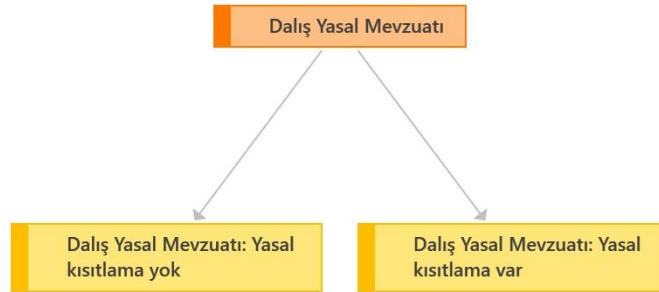 Dalış Yasal Mevzuatı
Dalış Yasal Mevzuatı: Yasal
kısıtlama yok
Dalış Yasal Mevzuatı: Yasal
kısıtlama var